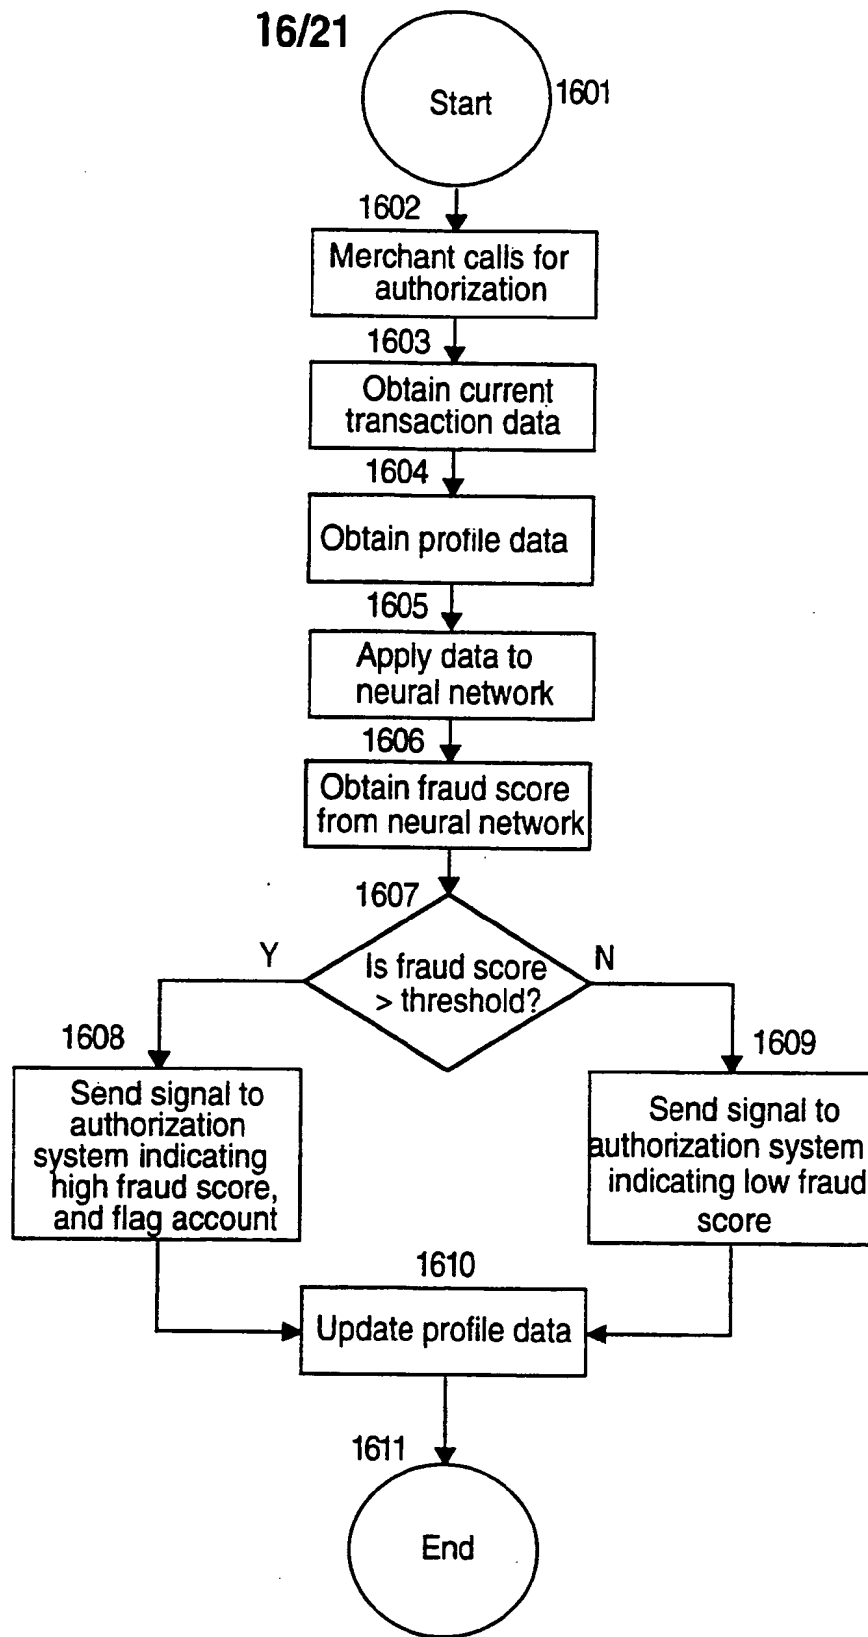 16/21
Start
1601
1602
Merchant calls for
authorization
1603
Obtain current
transaction data
1604
Obtain profile data
1605
Apply data to
neural network
1606
Obtain fraud score
from neural network
1607
Y
Is fraud score
> threshold?
N
1608
Send signal to
authorization
system indicating
high fraud score,
and flag account
1609
Send signal to
authorization system
indicating low fraud
score
1610
Update profile data
1611
End